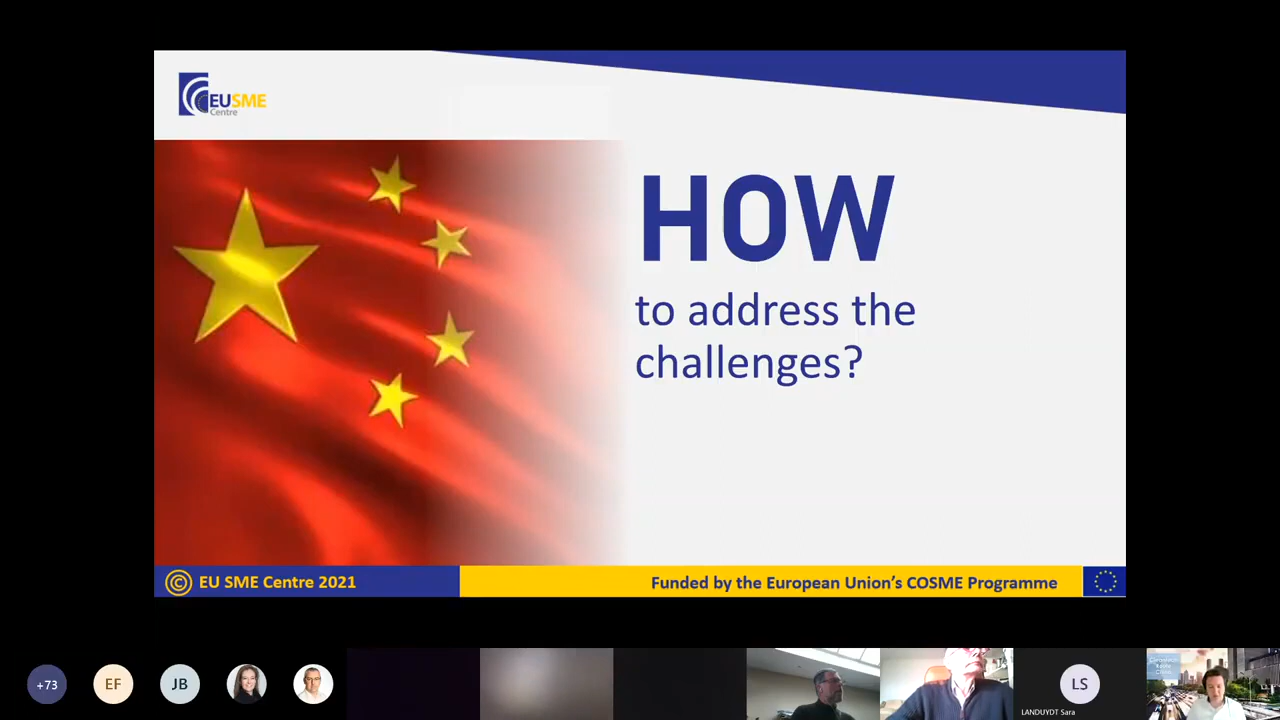 EUSME
Centre
HOW
to address the
challenges?
© EU SME Centre 2021
Funded by the European Union's COSME Programme
+73
EF
JB
LS
LANDUYDT Sara